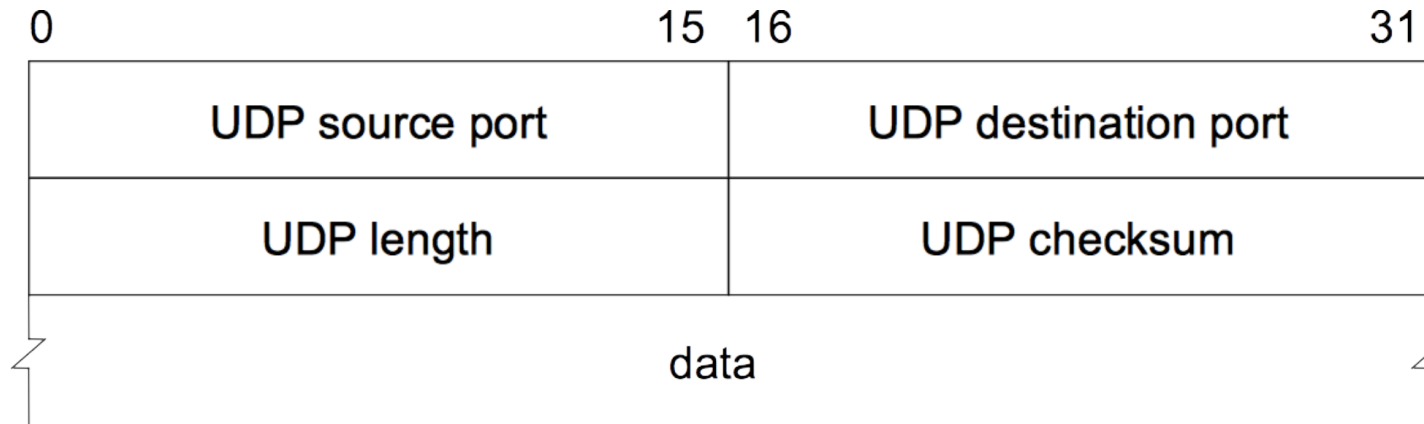 0 15 16 31
UDP source port UDP destination port
UDP length UDP checksum
data